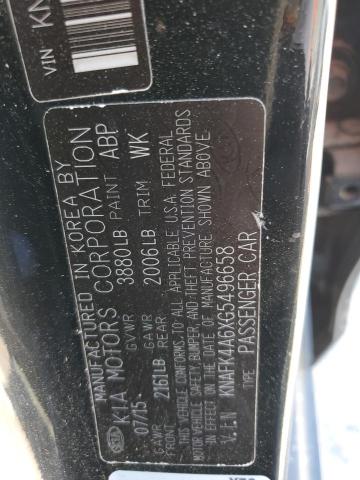 VIN KN
MANUFACTURED IN KOREA BY
KIA MOTORS CORPORATION
07/15 GVWR 3880LB PAINT ABP
GAWR FRONT 2161LB GAWR REAR 2006LB TRIM WK
THIS VEHICLE CONFORMS TO ALL APPLICABLE U.S.A. FEDERAL
SAFETY, BUMPER, AND THEFT PREVENTION STANDARDS
IN EFFECT ON THE DATE OF MANUFACTURE SHOWN ABOVE.
V.I.N KNAFK4A6XG5496658
TYPE PASSENGER CAR